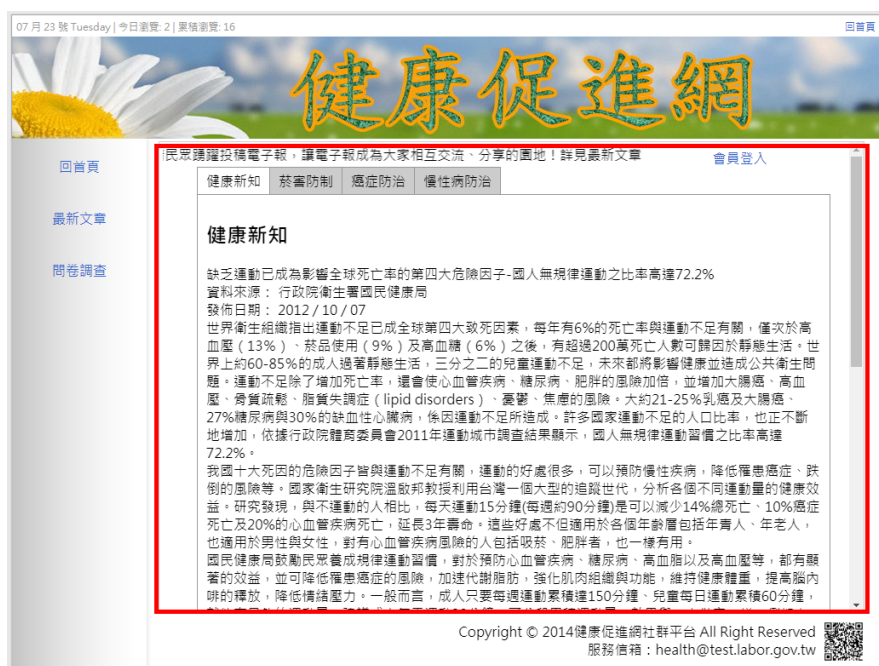 07 月 23 號 Tuesday | 今日瀏覽: 2 | 累積瀏覽: 16
回首頁
健康促進網
民眾踴躍投稿電子報，讓電子報成為大家相互交流、分享的園地！詳見最新文章
會員登入
回首頁
最新文章
問卷調查
健康新知
菸害防制
癌症防治
慢性病防治
健康新知
缺乏運動已成為影響全球死亡率的第四大危險因子-國人無規律運動之比率高達72.2%
資料來源： 行政院衛生署國民健康局
發佈日期： 2012 / 10 / 07
世界衛生組織指出運動不足已成全球第四大致死因素，每年有6%的死亡率與運動不足有關，僅次於高
血壓（13%）、菸品使用（9%）及高血糖（6%）之後，有超過200萬死亡人數可歸因於靜態生活。世
界上約60-85%的成人過著靜態生活，三分之二的兒童運動不足，未來都將影響健康並造成公共衛生問
題。運動不足除了增加死亡率，還會使心血管疾病、糖尿病、肥胖的風險加倍，並增加大腸癌、高血
壓、骨質疏鬆、脂質失調症（lipid disorders）、憂鬱、焦慮的風險。大約21-25%乳癌及大腸癌、
27%糖尿病與30%的缺血性心臟病，係因運動不足所造成。許多國家運動不足的人口比率，也正不斷
地增加，依據行政院體育委員會2011年運動城市調查結果顯示，國人無規律運動習慣之比率高達
72.2%。
我國十大死因的危險因子皆與運動不足有關，運動的好處很多，可以預防慢性疾病，降低罹患癌症、跌
倒的風險等。國家衛生研究院溫啟邦教授利用台灣一個大型的追蹤世代，分析各個不同運動量的健康效
益。研究發現，與不運動的人相比，每天運動15分鐘(每週約90分鐘)是可以減少14%總死亡、10%癌症
死亡及20%的心血管疾病死亡，延長3年壽命。這些好處不但適用於各個年齡層包括年青人、年老人，
也適用於男性與女性，對有心血管疾病風險的人包括吸菸、肥胖者，也一樣有用。
國民健康局鼓勵民眾養成規律運動習慣，對於預防心血管疾病、糖尿病、高血脂以及高血壓等，都有顯
著的效益，並可降低罹患癌症的風險，加速代謝脂肪，強化肌肉組織與功能，維持健康體重，提高腦內
啡的釋放，降低情緒壓力。一般而言，成人只要每週運動累積達150分鐘、兒童每日運動累積60分鐘，
Copyright © 2014健康促進網社群平台 All Right Reserved
服務信箱：health@test.labor.gov.tw